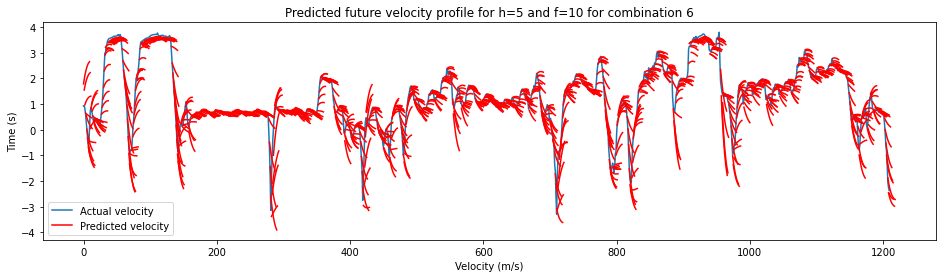 Predicted future velocity profile for h=5 and f=10 for combination 6
Time (s)
4
3
2
1
0
−1
−2
−3
−4
Actual velocity
Predicted velocity
0 200 400 600 800 1000 1200
Velocity (m/s)